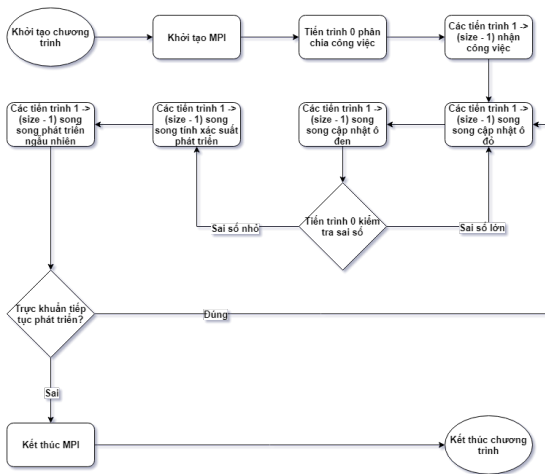 Khởi tạo chương
trình
Khởi tạo MPI
Tiến trình 0 phân
chia công việc
Các tiến trình 1 ->
(size - 1) nhận
công việc
Các tiến trình 1 ->
(size - 1) song
song phát triển
ngẫu nhiên
Các tiến trình 1 ->
(size - 1) song
song tính xác suất
phát triển
Các tiến trình 1 ->
(size - 1) song
song cập nhật ô
đen
Các tiến trình 1 ->
(size - 1) song
song cập nhật ô
đỏ
Sai số nhỏ
Tiến trình 0 kiểm
tra sai số
Sai số lớn
Trực khuẩn tiếp
tục phát triển?
Đúng
Sai
Kết thúc MPI
Kết thúc chương
trình